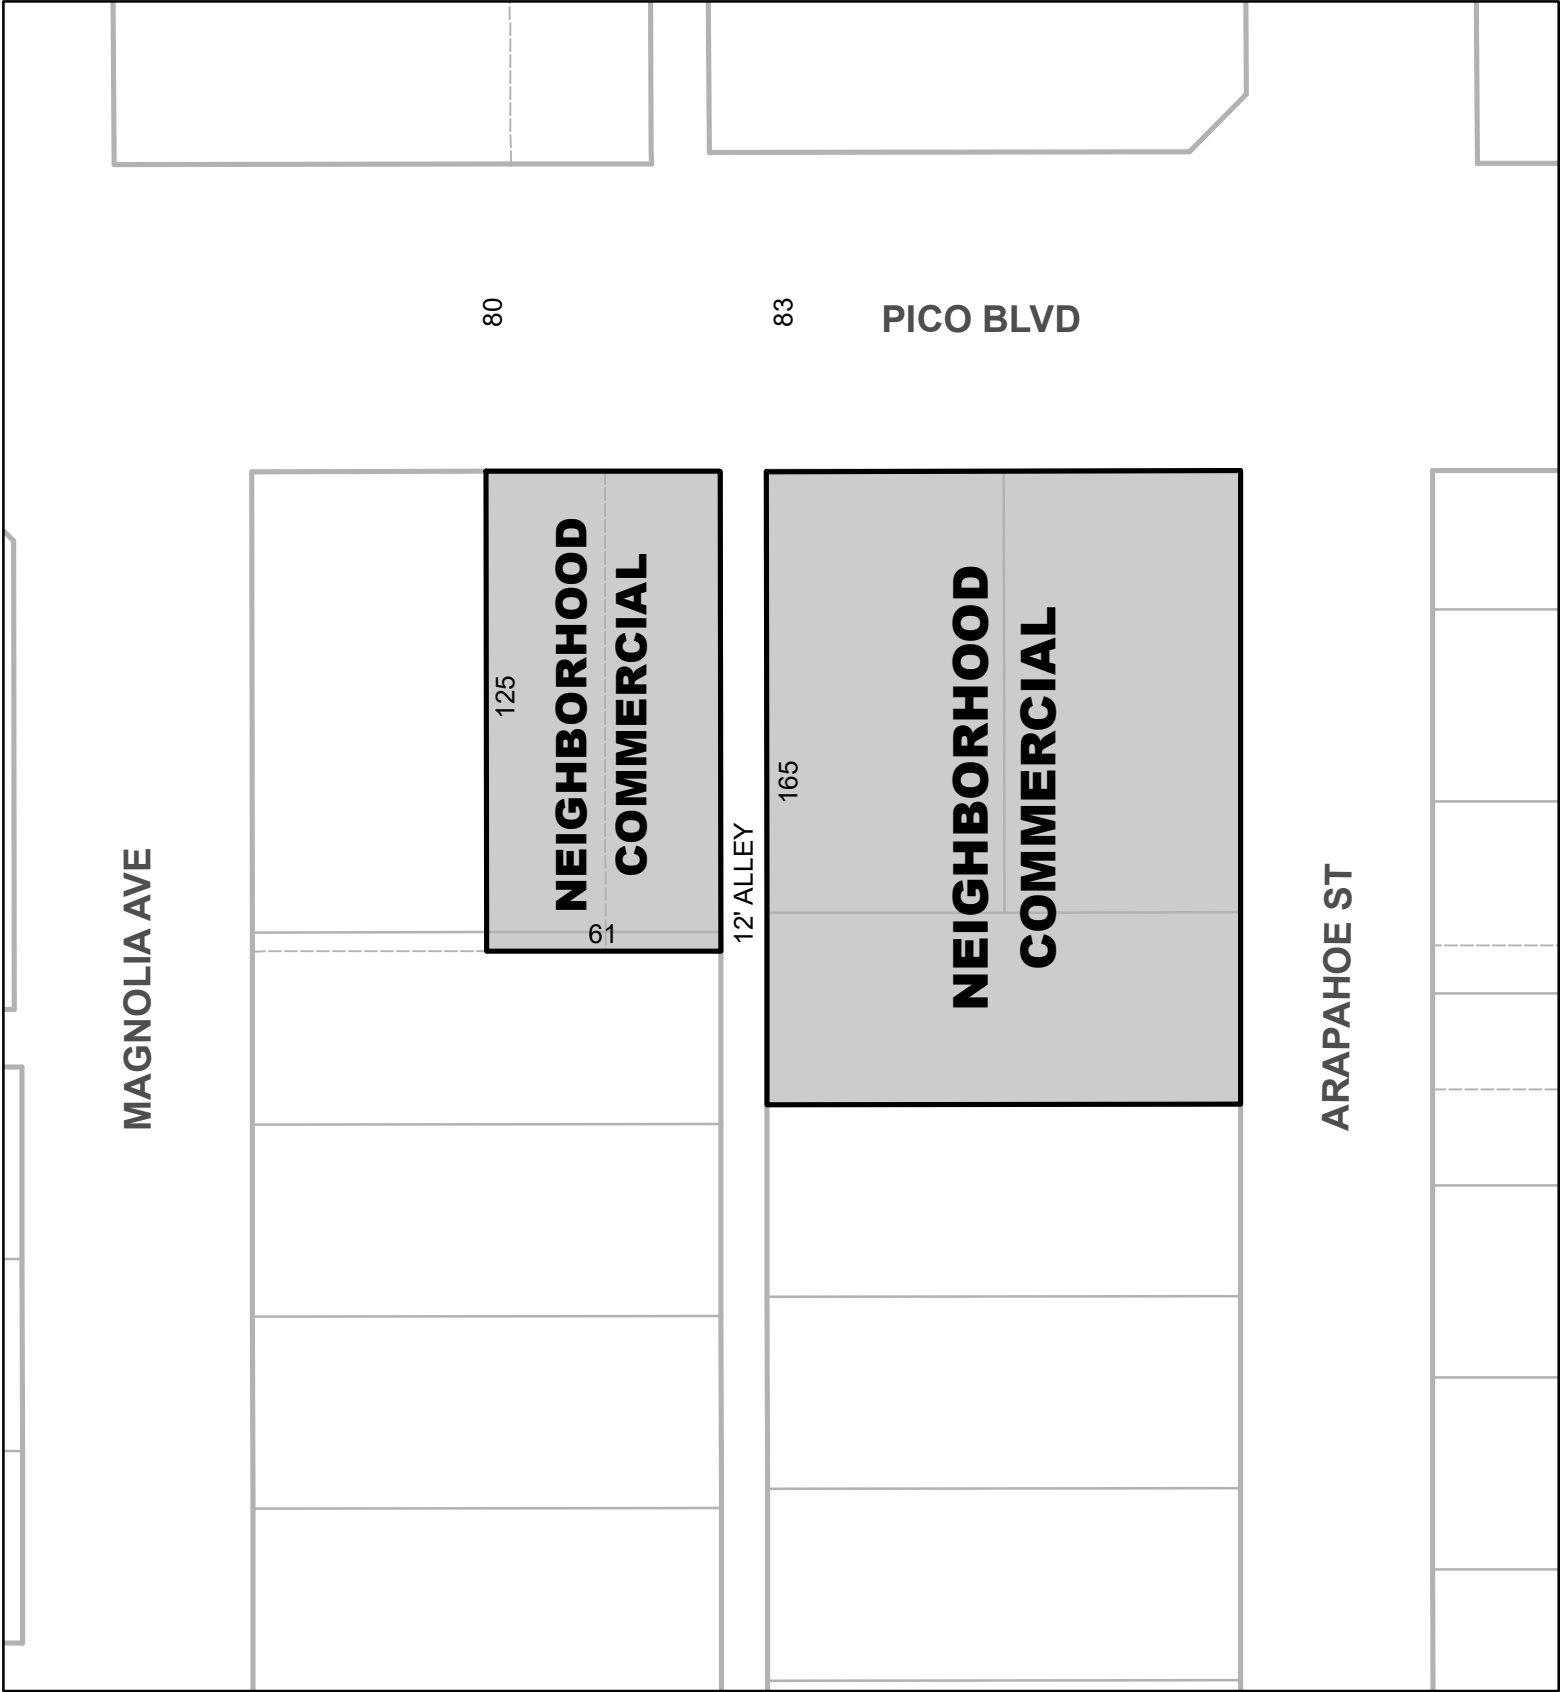 80
83
PICO BLVD
NEIGHBORHOOD
COMMERCIAL
125
61
12' ALLEY
165
NEIGHBORHOOD
COMMERCIAL
MAGNOLIA AVE
ARAPAHOE ST